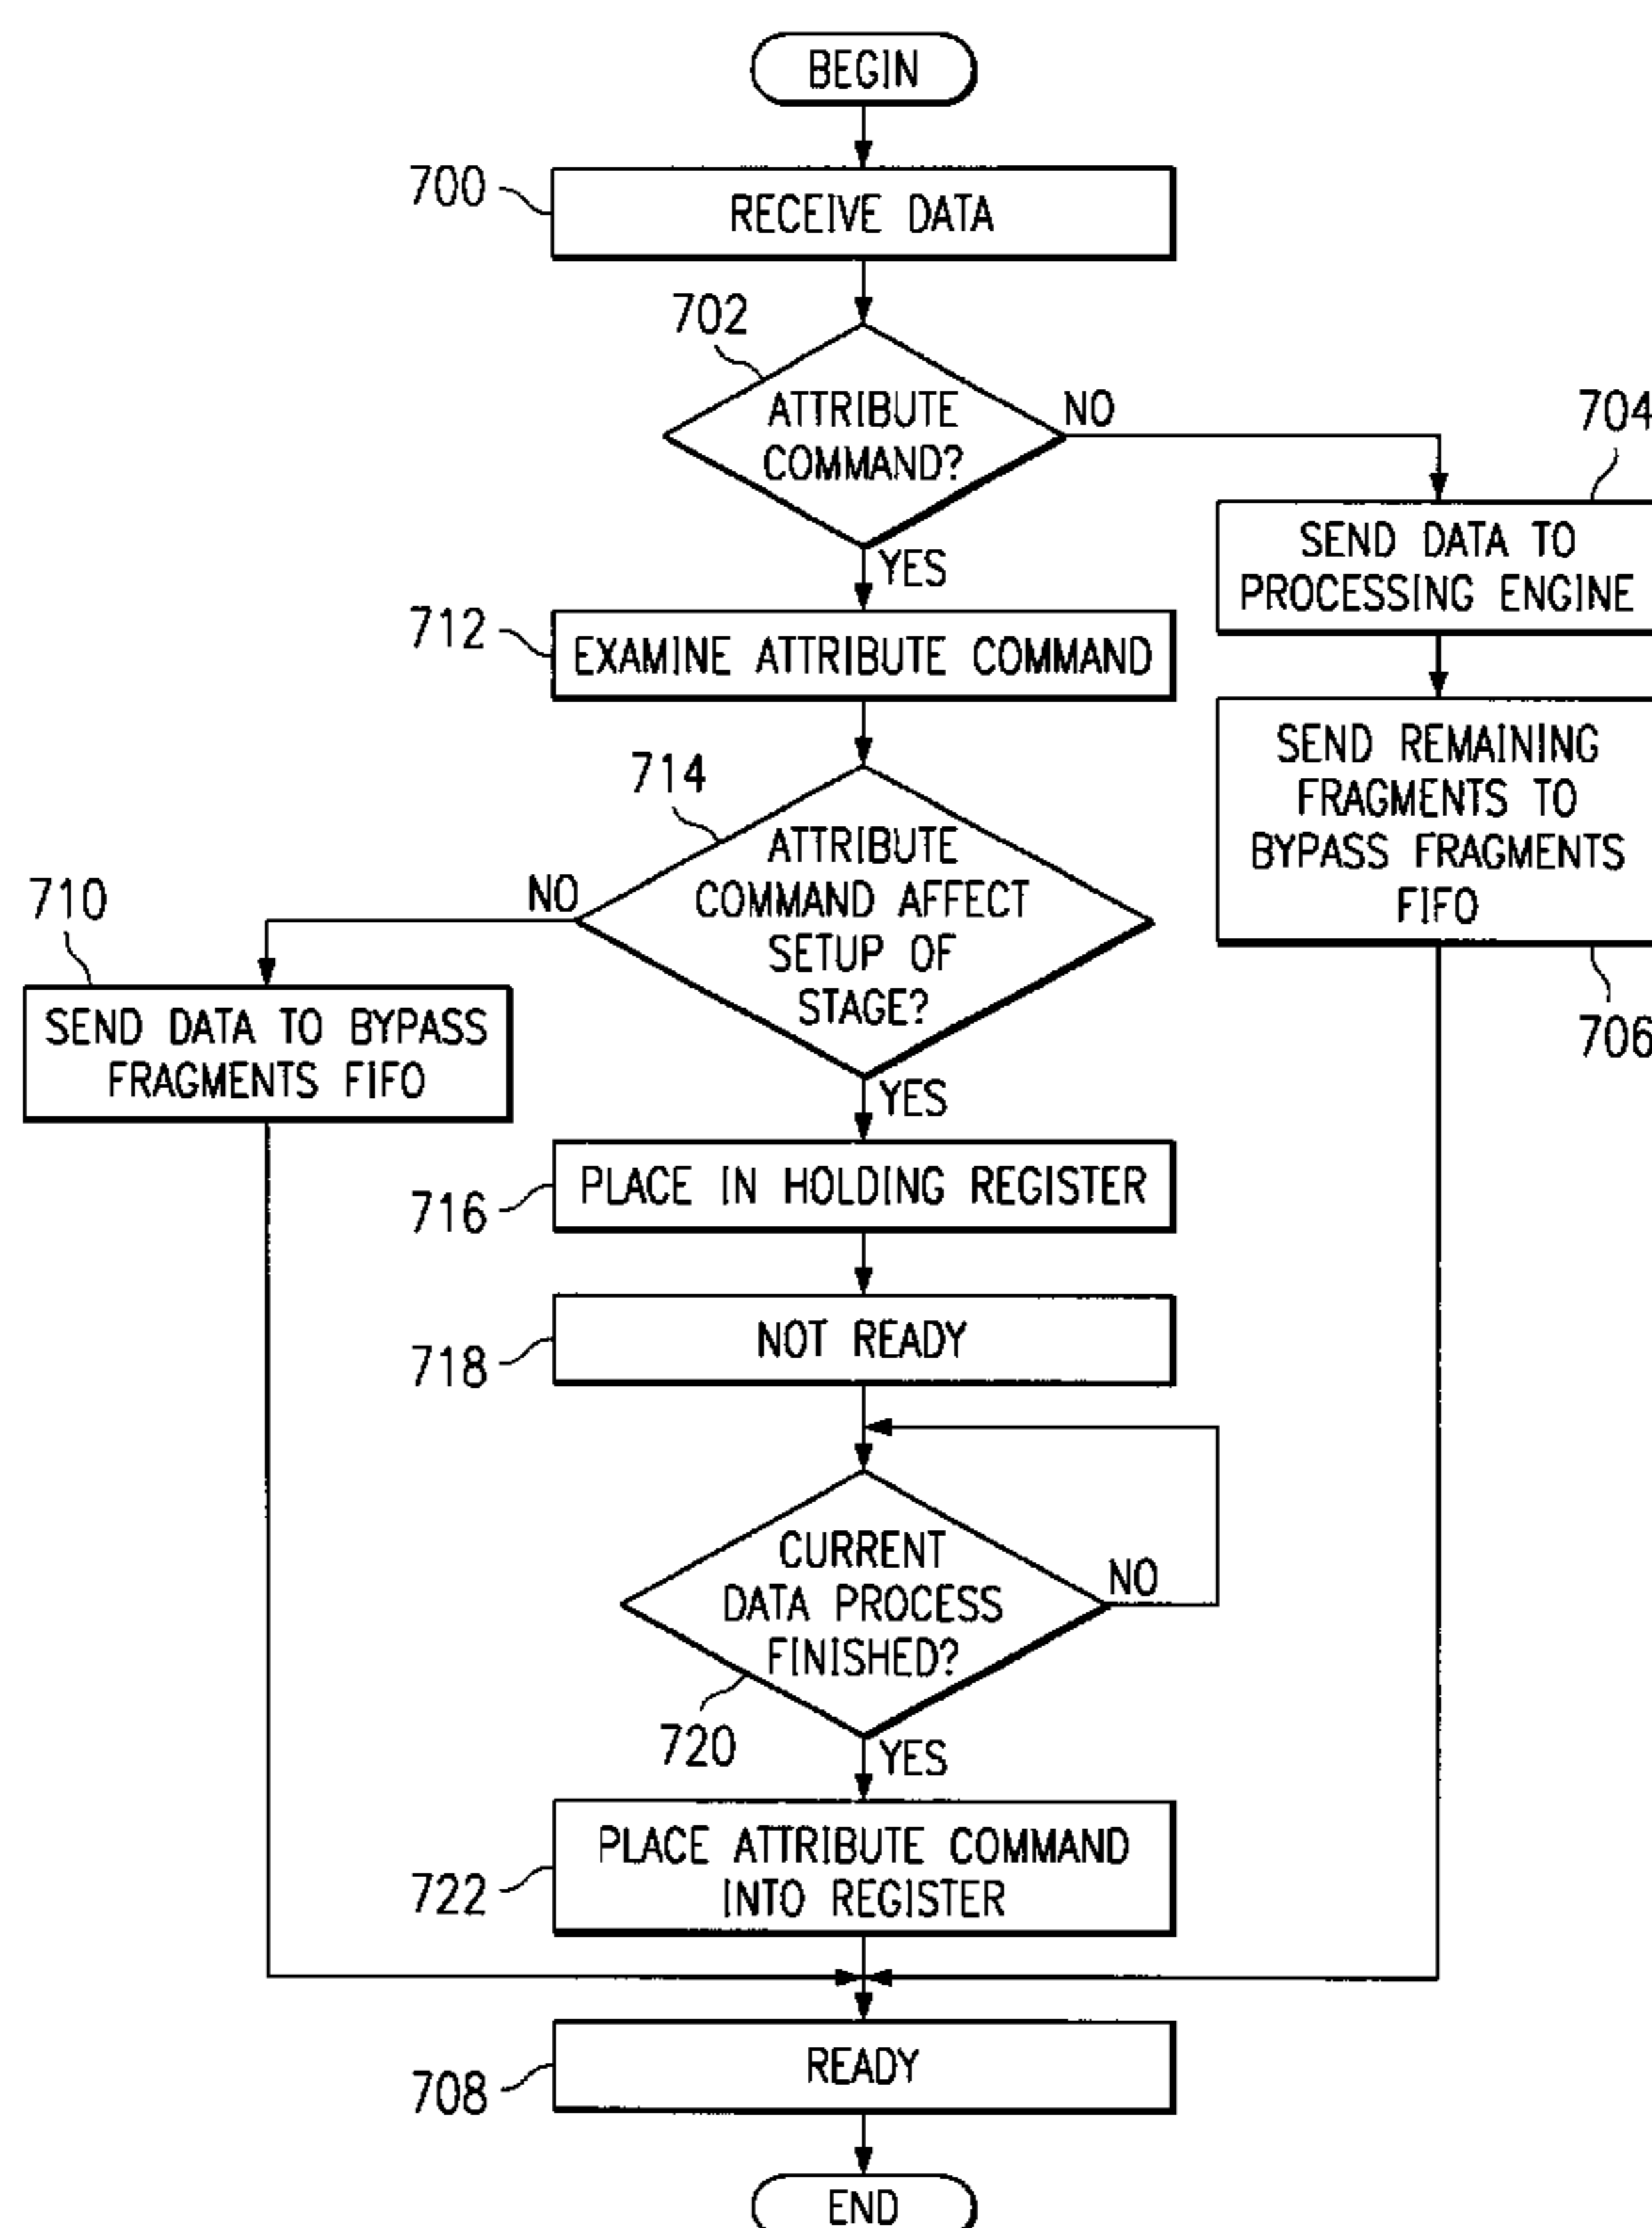 BEGIN
700
RECEIVE DATA
702
ATTRIBUTE
COMMAND?
NO
YES
704
SEND DATA TO
PROCESSING ENGINE
712
EXAMINE ATTRIBUTE COMMAND
SEND REMAINING
FRAGMENTS TO
BYPASS FRAGMENTS
FIFO
706
714
ATTRIBUTE
COMMAND AFFECT
SETUP OF
STAGE?
NO
YES
710
SEND DATA TO BYPASS
FRAGMENTS FIFO
716
PLACE IN HOLDING REGISTER
718
NOT READY
CURRENT
DATA PROCESS
FINISHED?
NO
720
YES
722
PLACE ATTRIBUTE COMMAND
INTO REGISTER
708
READY
END